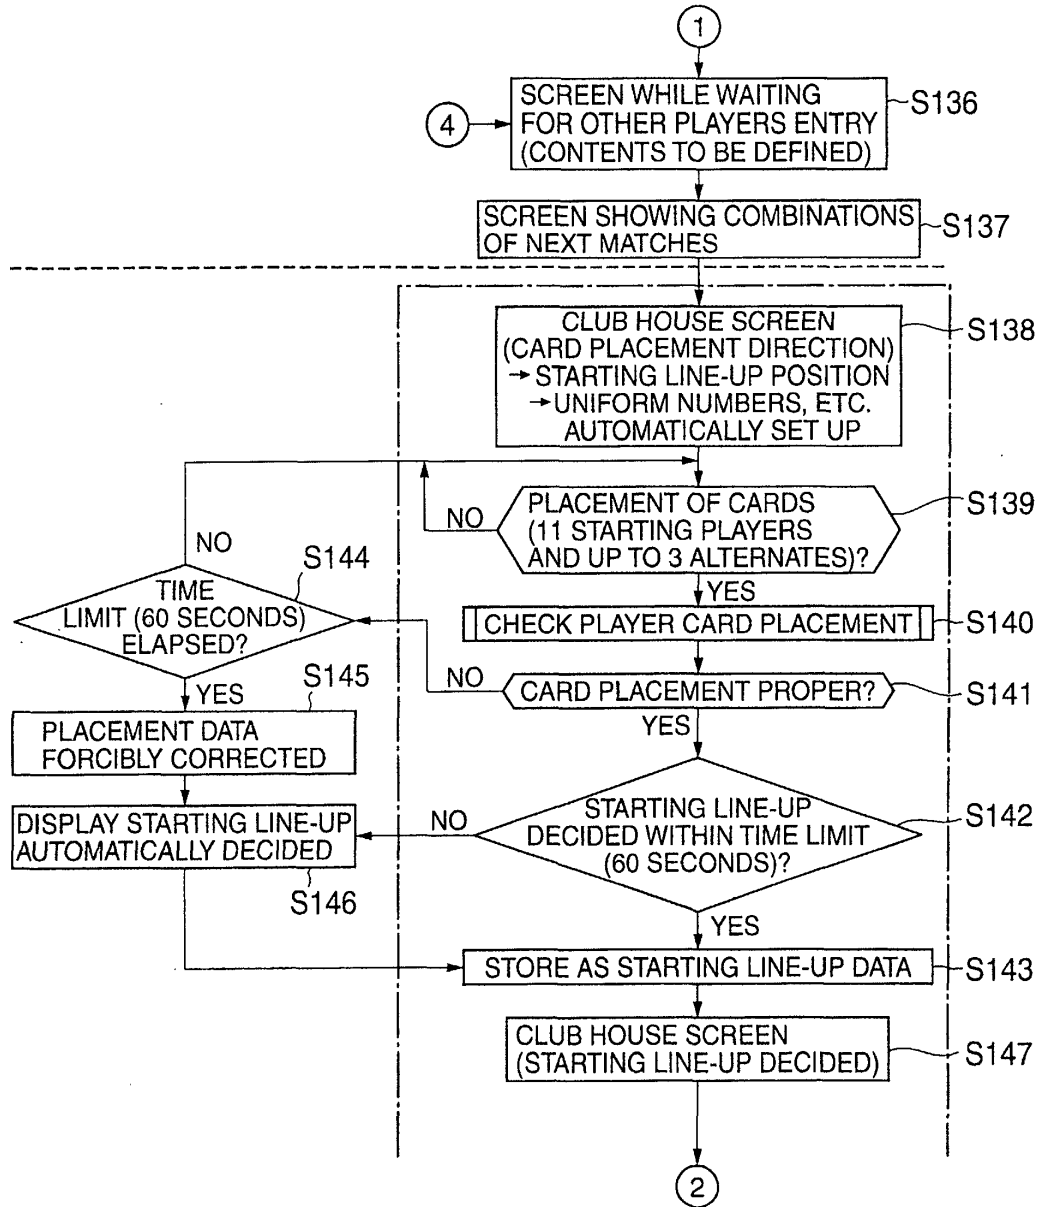 1
SCREEN WHILE WAITING
FOR OTHER PLAYERS ENTRY
(CONTENTS TO BE DEFINED)
S136
4
SCREEN SHOWING COMBINATIONS
OF NEXT MATCHES
S137
CLUB HOUSE SCREEN
(CARD PLACEMENT DIRECTION)
→ STARTING LINE-UP POSITION
→ UNIFORM NUMBERS, ETC.
AUTOMATICALLY SET UP
S138
PLACEMENT OF CARDS
(11 STARTING PLAYERS
AND UP TO 3 ALTERNATES)?
S139
NO
YES
NO
TIME
LIMIT (60 SECONDS)
ELAPSED?
S144
CHECK PLAYER CARD PLACEMENT
S140
CARD PLACEMENT PROPER?
S141
NO
YES
YES
S145
PLACEMENT DATA
FORCIBLY CORRECTED
STARTING LINE-UP
DECIDED WITHIN TIME LIMIT
(60 SECONDS)?
S142
NO
YES
DISPLAY STARTING LINE-UP
AUTOMATICALLY DECIDED
S146
STORE AS STARTING LINE-UP DATA
S143
CLUB HOUSE SCREEN
(STARTING LINE-UP DECIDED)
S147
2